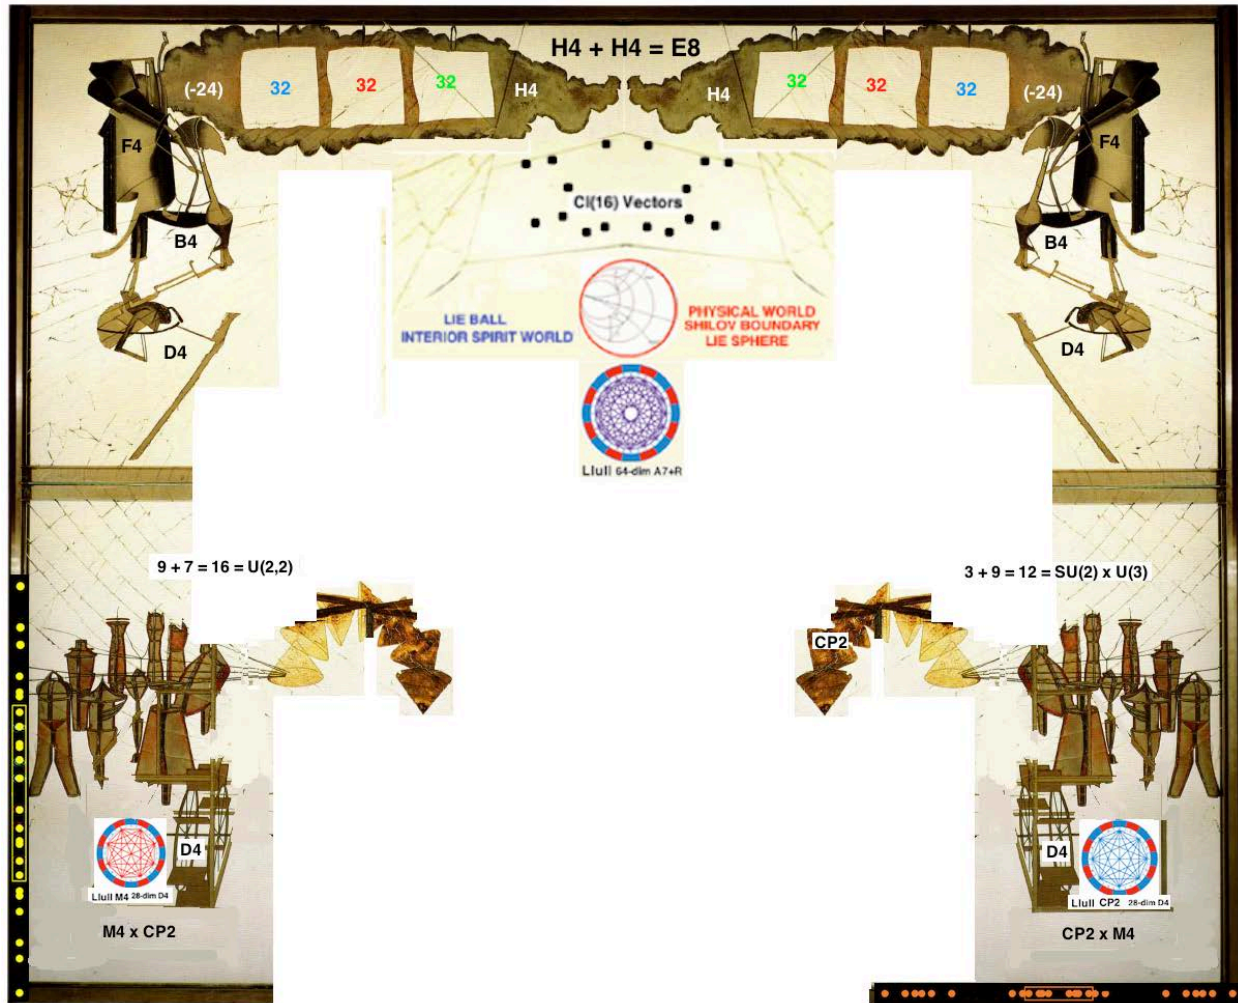 H4 + H4 = E8
(-24) 32 32 32 H4 H4 32 32 32 (-24)
F4 F4
Cl(16) Vectors
B4 B4
LIE BALL
INTERIOR SPIRIT WORLD
PHYSICAL WORLD
SHILOV BOUNDARY
LIE SPHERE
D4 D4
Llull 64-dim A7+R
9 + 7 = 16 = U(2,2)
3 + 9 = 12 = SU(2) x U(3)
CP2
D4 D4
Llull M4 28-dim D4
Llull CP2 28-dim D4
M4 x CP2
CP2 x M4